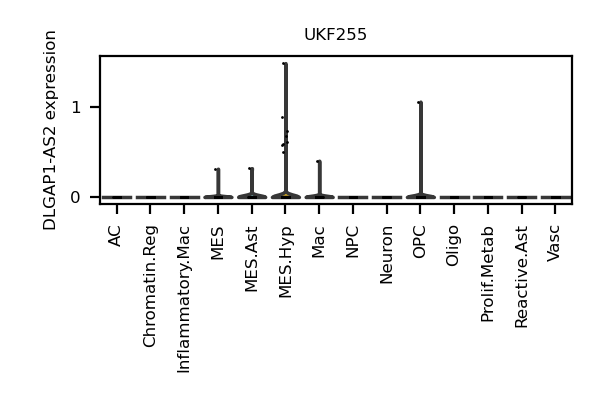 UKF255
DLGAP1-AS2 expression
1
0
AC
Chromatin.Reg
Inflammatory.Mac
MES
MES.Ast
MES.Hyp
Mac
NPC
Neuron
OPC
Oligo
Prolif.Metab
Reactive.Ast
Vasc